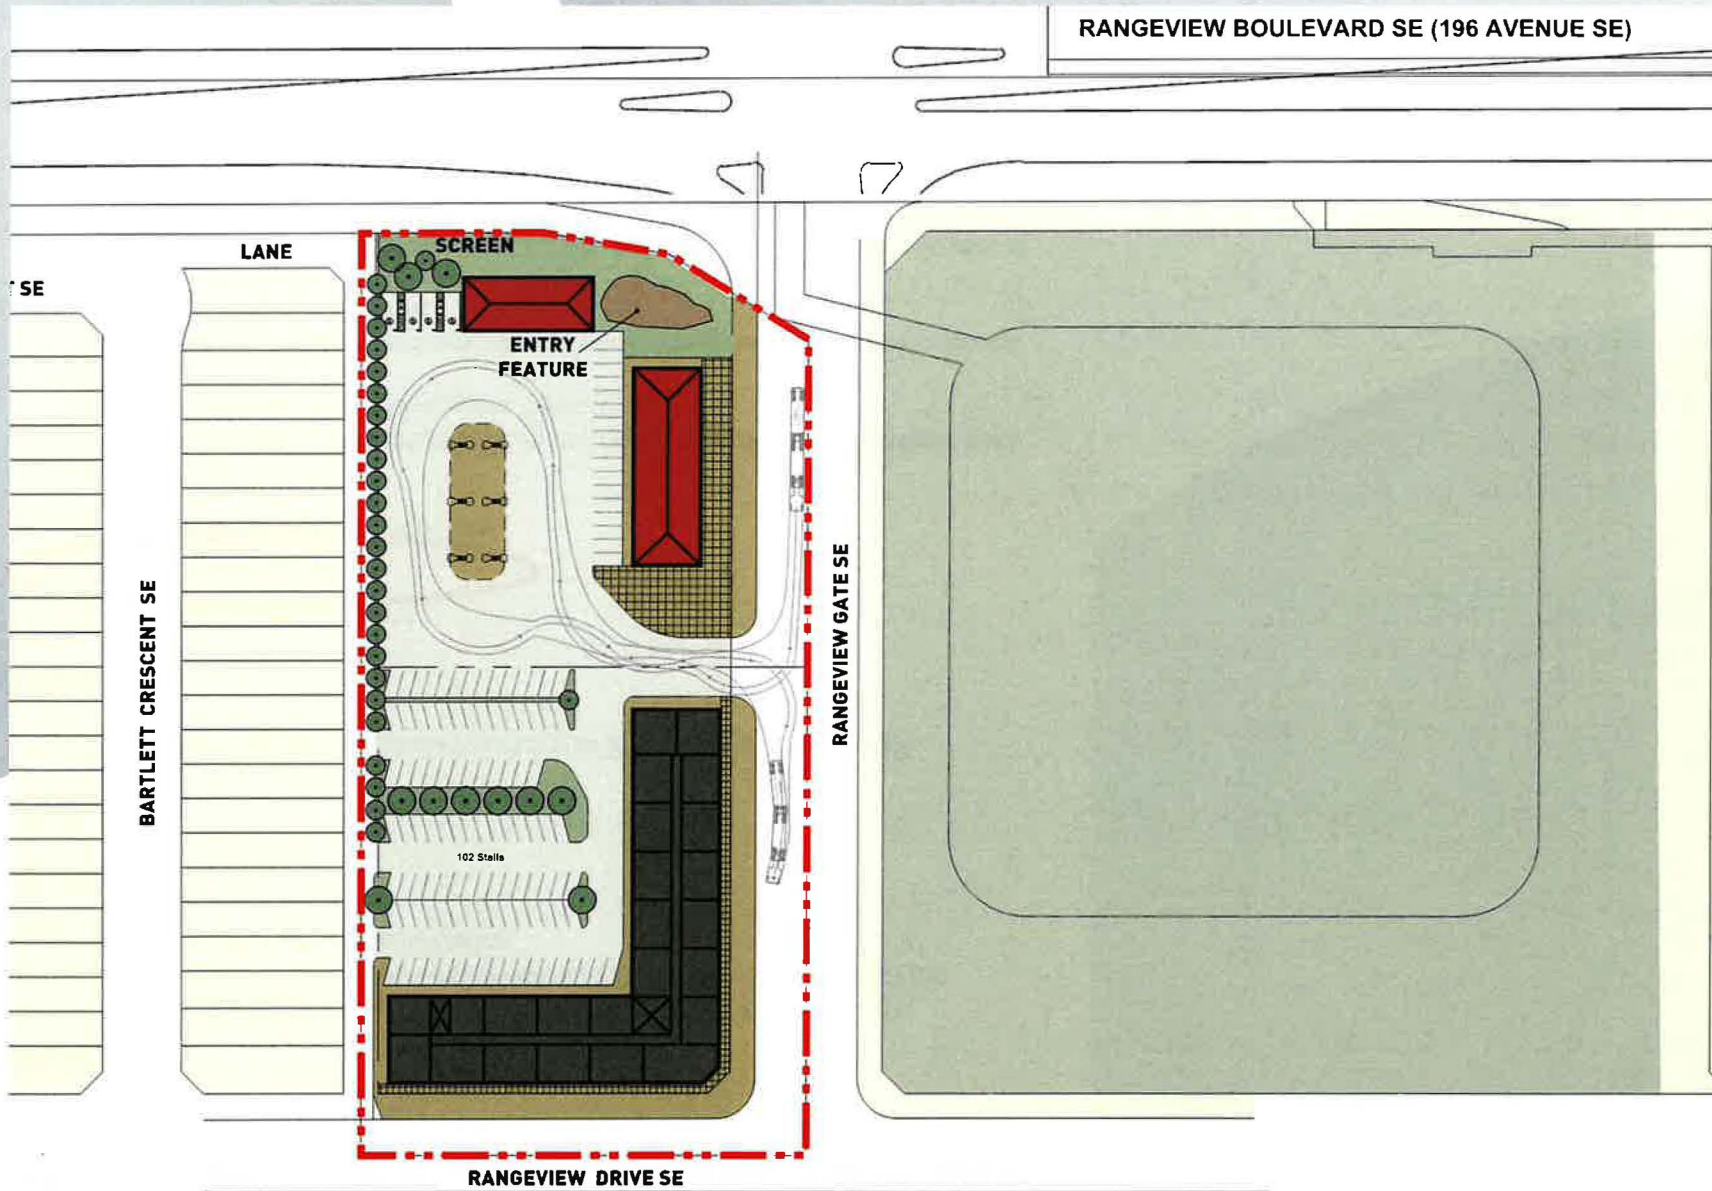 RANGEVIEW BOULEVARD SE (196 AVENUE SE)
LANE
SCREEN
SE
ENTRY
FEATURE
BARTLETT CRESCENT SE
RANGEVIEW GATE SE
102 Stalls
RANGEVIEW DRIVE SE